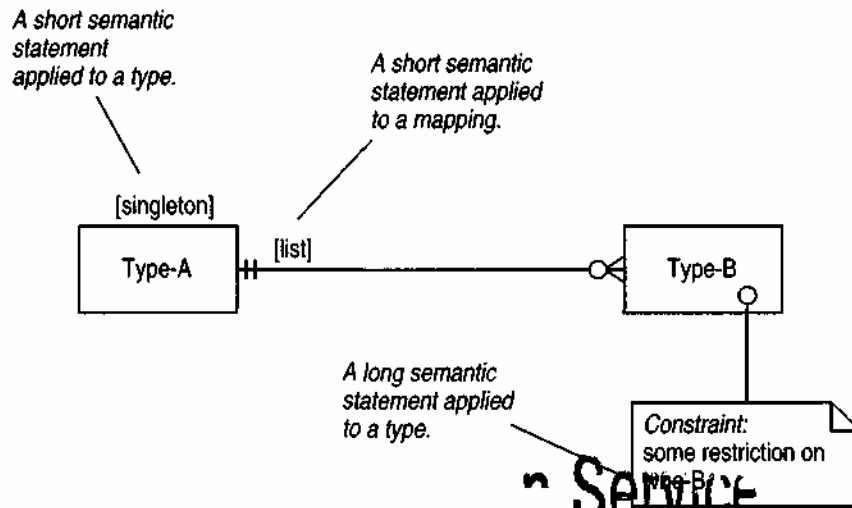 A short semantic
statement
applied to a type.
A short semantic
statement applied
to a mapping.
[singleton]
[list]
Type-A
Type-B
A long semantic
statement applied
to a type.
Constraint:
some restriction on
n Service